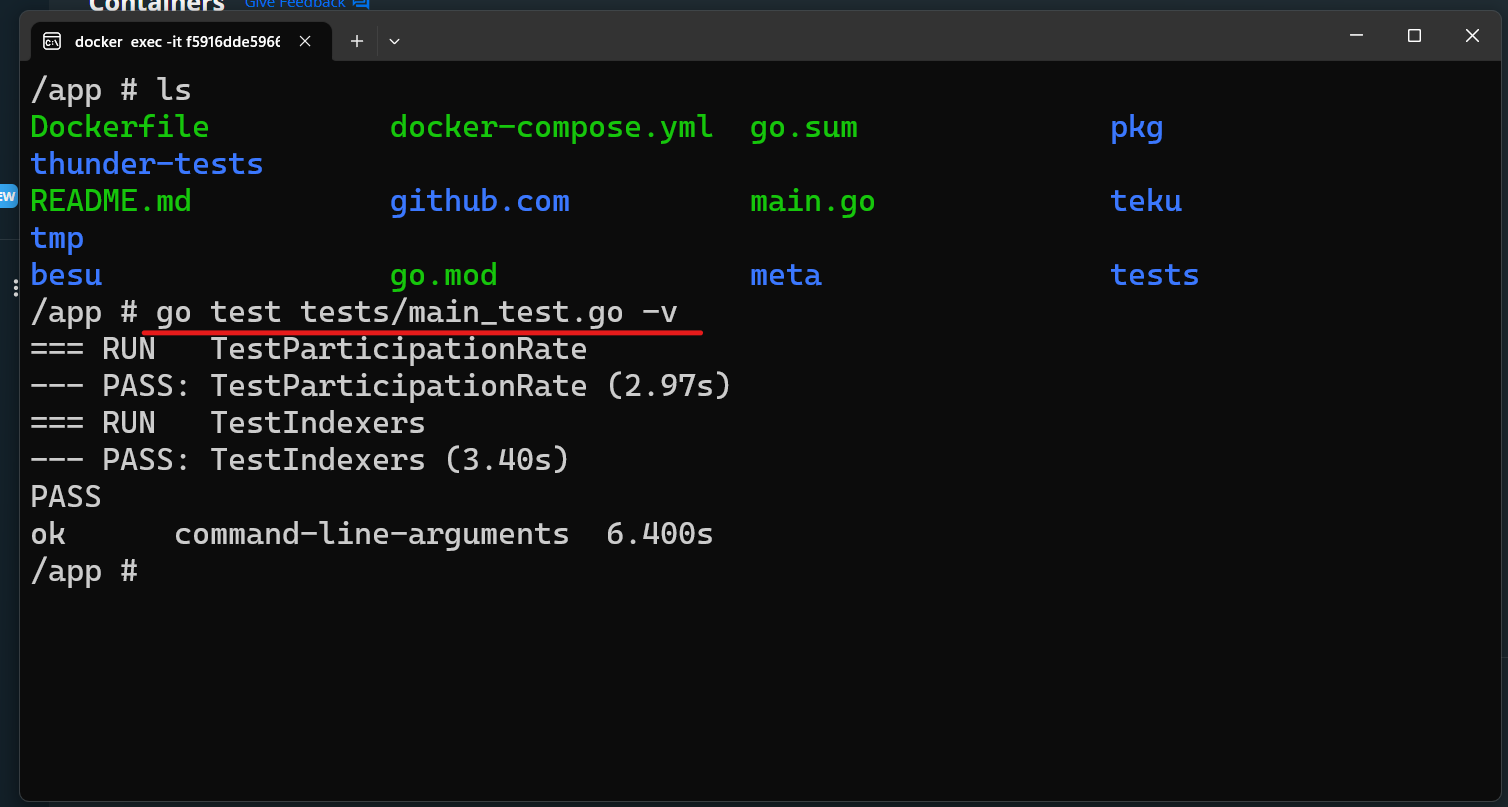 Containers Give Feedback
docker exec -it f5916dde5966
/app # ls
Dockerfile docker-compose.yml go.sum pkg
thunder-tests
README.md github.com main.go teku
tmp
besu go.mod meta tests
/app # go test tests/main_test.go -v
=== RUN   TestParticipationRate
--- PASS: TestParticipationRate (2.97s)
=== RUN   TestIndexers
--- PASS: TestIndexers (3.40s)
PASS
ok command-line-arguments 6.400s
/app #